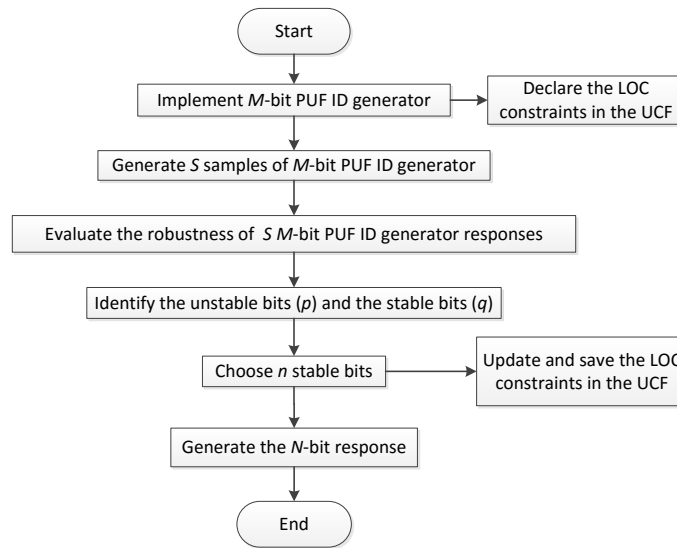 Start
Implement M-bit PUF ID generator
Declare the LOC
constraints in the UCF
Generate S samples of M-bit PUF ID generator
Evaluate the robustness of S M-bit PUF ID generator responses
Identify the unstable bits (p) and the stable bits (q)
Choose n stable bits
Update and save the LOC
constraints in the UCF
Generate the N-bit response
End